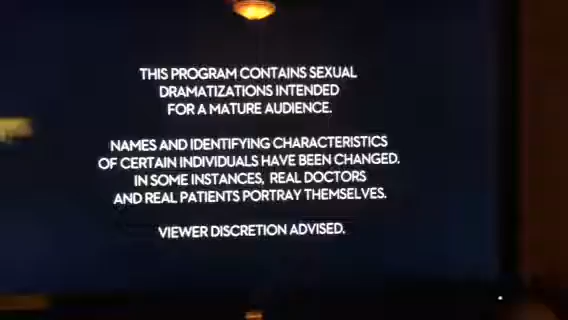 THIS PROGRAM CONTAINS SEXUAL
DRAMATIZATIONS INTENDED
FOR A MATURE AUDIENCE.
NAMES AND IDENTIFYING CHARACTERISTICS
OF CERTAIN INDIVIDUALS HAVE BEEN CHANGED.
IN SOME INSTANCES, REAL DOCTORS
AND REAL PATIENTS PORTRAY THEMSELVES.
VIEWER DISCRETION ADVISED.